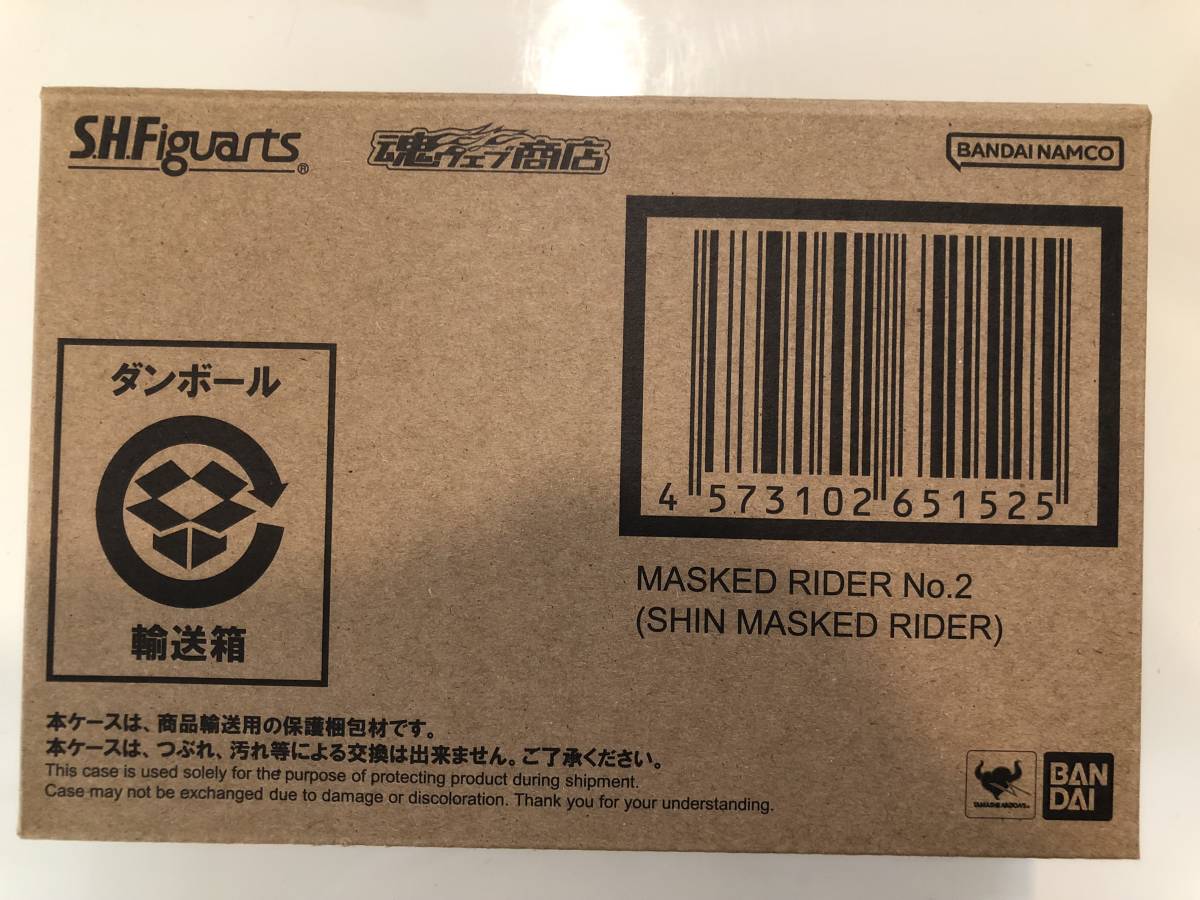 S.H.Figuarts®
魂ウェブ商店
BANDAI NAMCO
ダンボール
輸送箱
4 573102 651525
MASKED RIDER No.2
(SHIN MASKED RIDER)
本ケースは、商品輸送用の保護梱包材です。
本ケースは、つぶれ、汚れ等による交換は出来ません。ご了承ください。
This case is used solely for the purpose of protecting product during shipment.
Case may not be exchanged due to damage or discoloration. Thank you for your understanding.
TAMASHII NATIONS
BAN
DAI